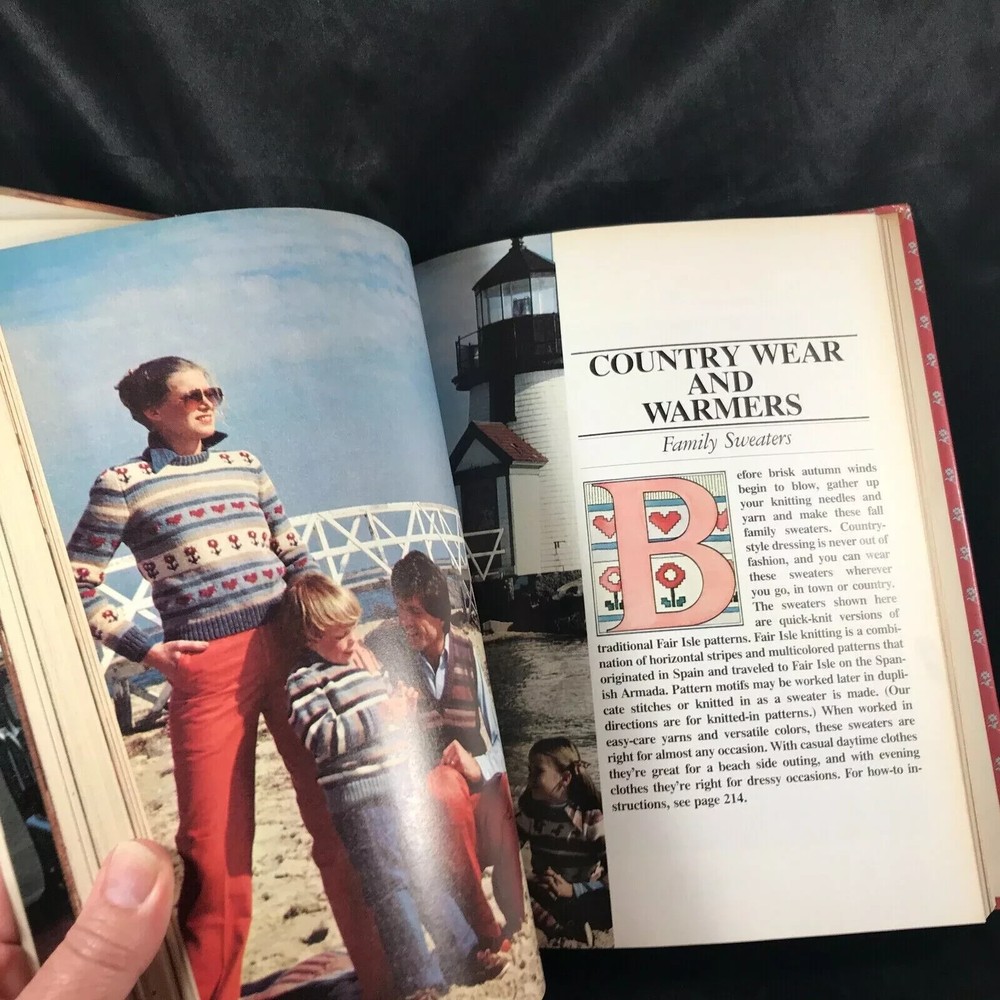 COUNTRY WEAR
AND
WARMERS
Family Sweaters
Before brisk autumn winds
begin to blow, gather up
your knitting needles and
yarn and make these fall
family sweaters. Country-
style dressing is never out of
fashion, and you can wear
these sweaters wherever
you go, in town or country.
The sweaters shown here
are quick-knit versions of
traditional Fair Isle patterns. Fair Isle knitting is a combi-
nation of horizontal stripes and multicolored patterns that
originated in Spain and traveled to Fair Isle on the Span-
ish Armada. Pattern motifs may be worked later in dupli-
cate stitches or knitted in as a sweater is made. (Our
directions are for knitted-in patterns.) When worked in
easy-care yarns and versatile colors, these sweaters are
right for almost any occasion. With casual daytime clothes
they're great for a beach side outing, and with evening
clothes they're right for dressy occasions. For how-to in-
structions, see page 214.